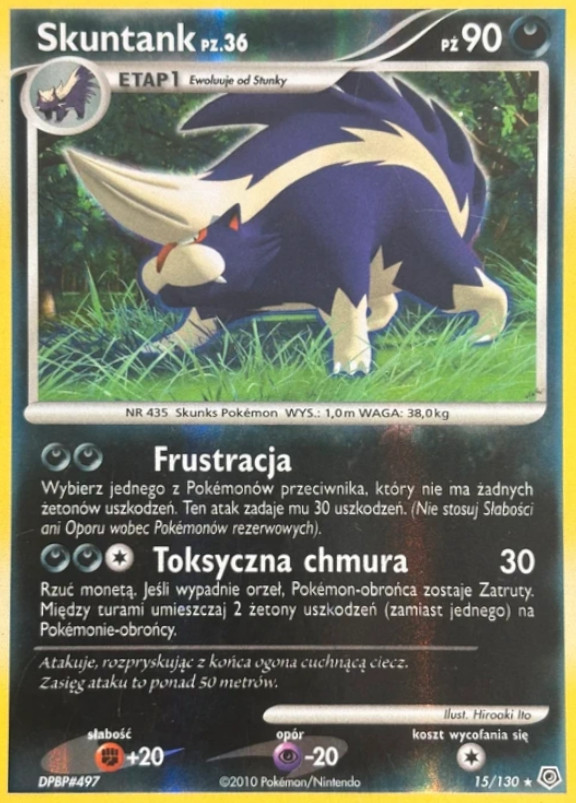 Skuntank PZ.36
PŻ 90
ETAP 1 Ewoluuje od Stunky
NR 435 Skunks Pokémon WYS.: 1,0m WAGA: 38,0kg
Frustracja
Wybierz jednego z Pokémonów przeciwnika, który nie ma żadnych
żetonów uszkodzeń. Ten atak zadaje mu 30 uszkodzeń. (Nie stosuj Słabości
ani Oporu wobec Pokémonów rezerwowych).
Toksyczna chmura 30
Rzuć monetą. Jeśli wypadnie orzeł, Pokémon-obrońca zostaje Zatruty.
Między turami umieszczaj 2 żetony uszkodzeń (zamiast jednego) na
Pokémonie-obrońcy.
Atakuje, rozpryskując z końca ogona cuchnącą ciecz.
Zasięg ataku to ponad 50 metrów.
Ilust. Hiroaki Ito
słabość opór koszt wycofania się
+20 -20
DPBP#497 ©2010 Pokémon/Nintendo 15/130 ★